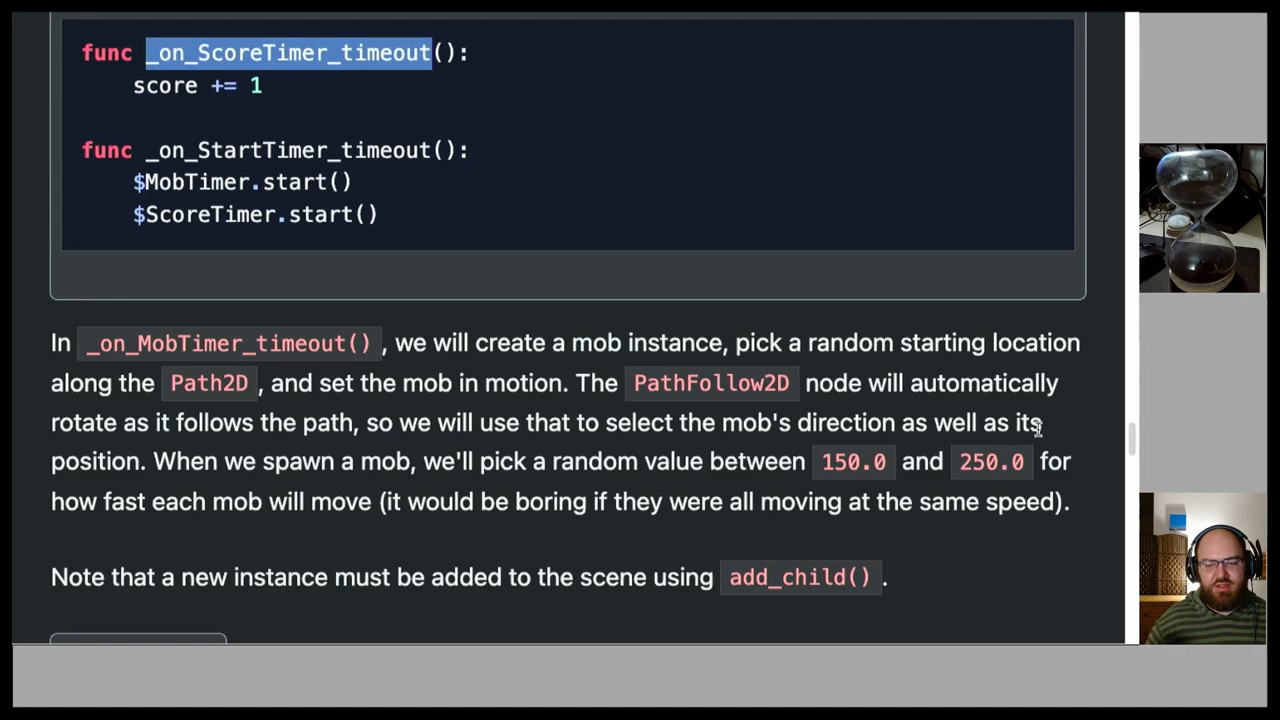 func _on_ScoreTimer_timeout():
score += 1
func _on_StartTimer_timeout():
$MobTimer.start()
$ScoreTimer.start()
In _on_MobTimer_timeout() , we will create a mob instance, pick a random starting location
along the Path2D , and set the mob in motion. The PathFollow2D node will automatically
rotate as it follows the path, so we will use that to select the mob's direction as well as its
position. When we spawn a mob, we'll pick a random value between 150.0 and 250.0 for
how fast each mob will move (it would be boring if they were all moving at the same speed).
Note that a new instance must be added to the scene using add_child() .